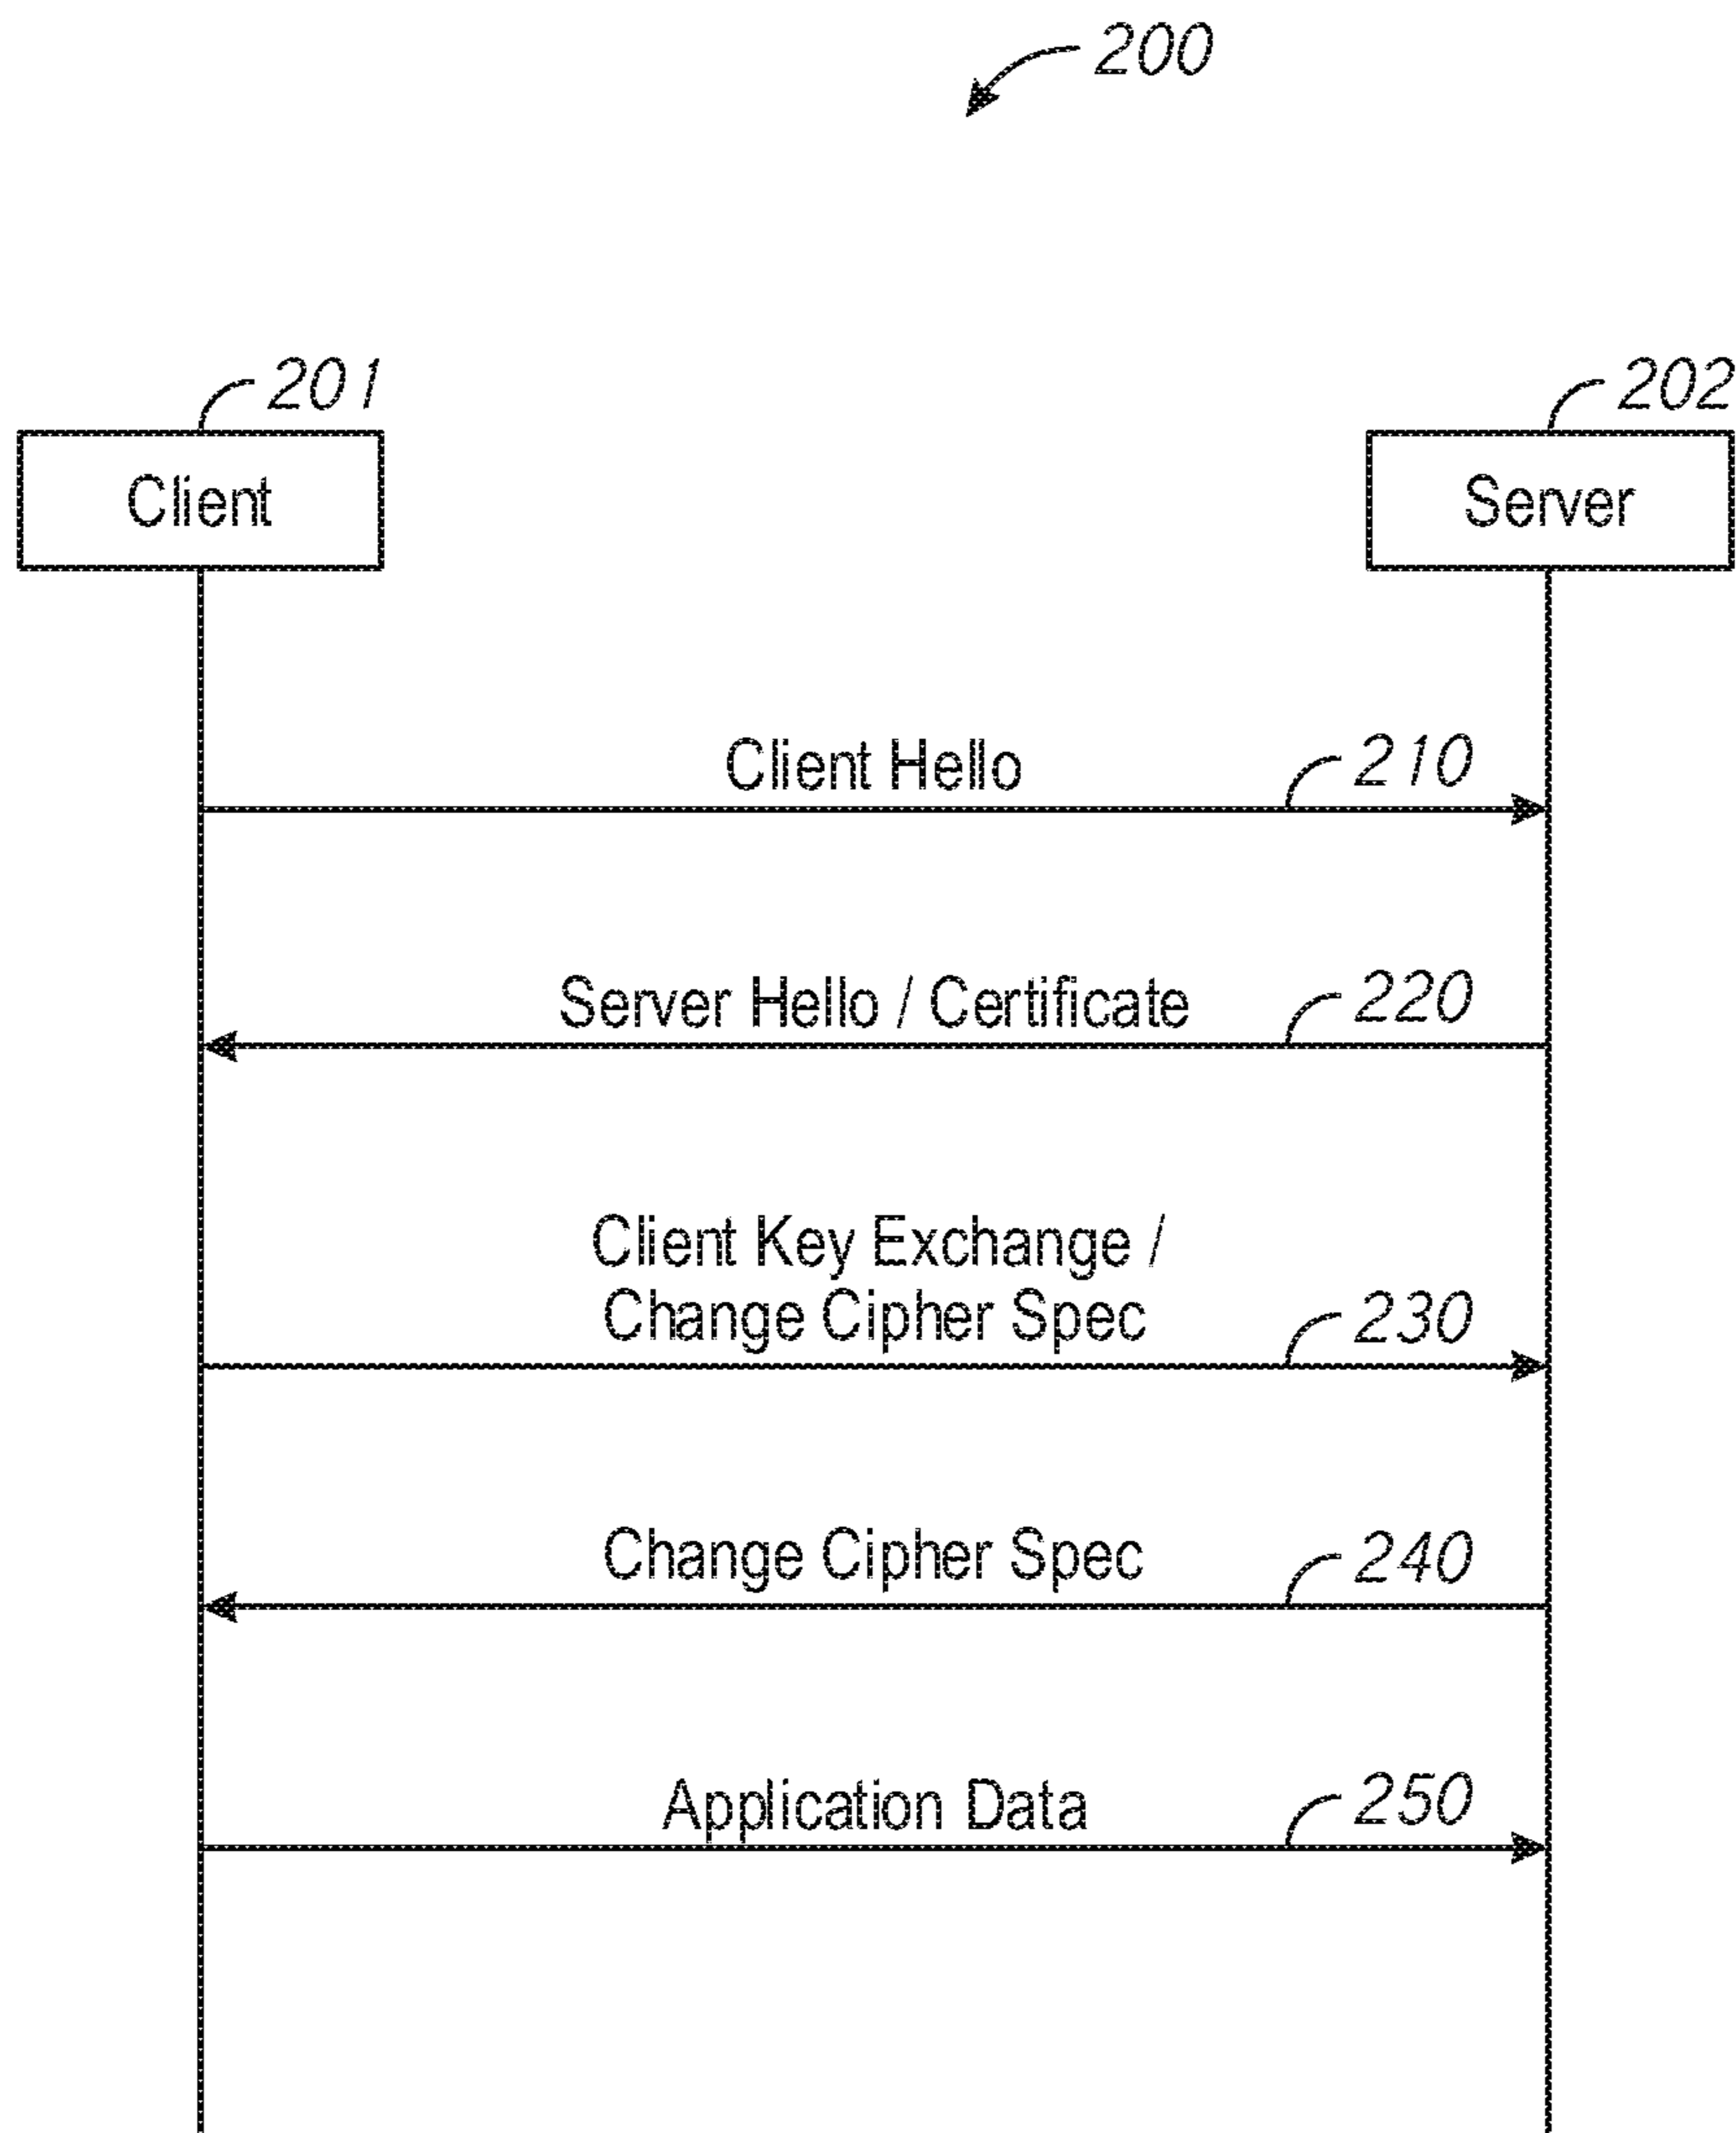 200
201
202
Client
Server
Client Hello
210
Server Hello / Certificate
220
Client Key Exchange /
Change Cipher Spec
230
Change Cipher Spec
240
Application Data
250